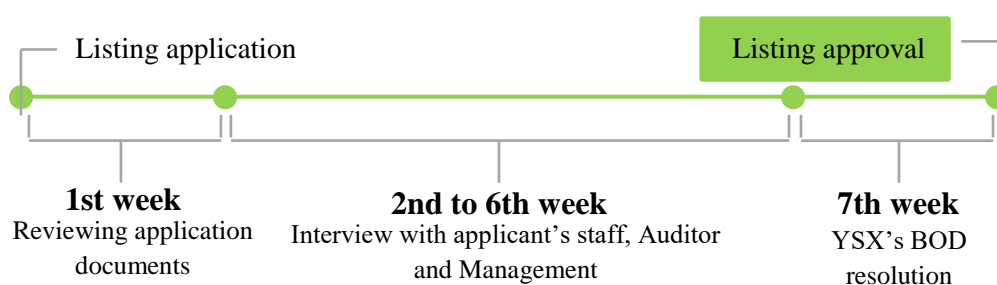 Listing application
Listing approval
1st week
Reviewing application
documents
2nd to 6th week
Interview with applicant's staff, Auditor
and Management
7th week
YSX's BOD
resolution